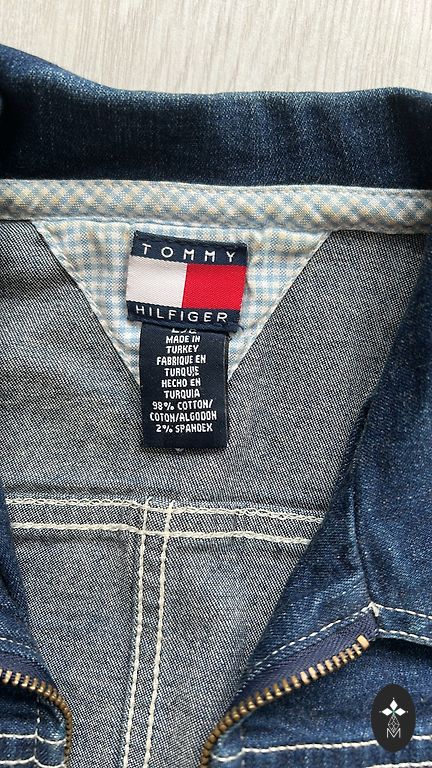 TOMMY
HILFIGER
MADE IN
TURKEY
FABRIQUE EN
TURQUIE
HECHO EN
TURQUIA
98% COTTON/
COTON/ALGODON
2% SPANDEX